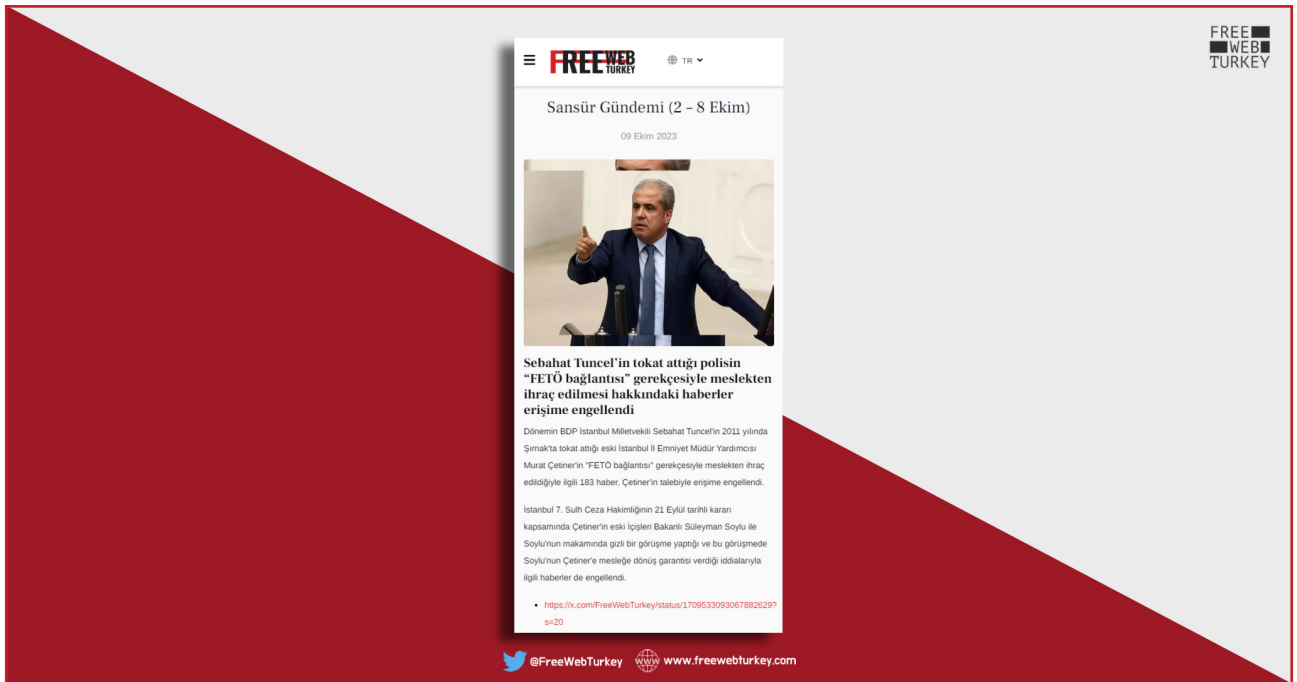 FREE
WEB
TURKEY
FREE WEB
TURKEY
TR
Sansür Gündemi (2 – 8 Ekim)
09 Ekim 2023
Sebahat Tuncel’in tokat attığı polisin
“FETÖ bağlantısı” gerekçesiyle meslekten
ihraç edilmesi hakkındaki haberler
erişime engellendi
Dönemin BDP İstanbul Milletvekili Sebahat Tuncel'in 2011 yılında
Şırnak'ta tokat attığı eski İstanbul İl Emniyet Müdür Yardımcısı
Murat Çetiner'in “FETÖ bağlantısı” gerekçesiyle meslekten ihraç
edildiğiyle ilgili 183 haber, Çetiner'in talebiyle erişime engellendi.
İstanbul 7. Sulh Ceza Hakimliğinin 21 Eylül tarihli kararı
kapsamında Çetiner'in eski İçişleri Bakanlı Süleyman Soylu ile
Soylu'nun makamında gizli bir görüşme yaptığı ve bu görüşmede
Soylu'nun Çetiner'e mesleğe dönüş garantisi verdiği iddialarıyla
ilgili haberler de engellendi.
• https://x.com/FreeWebTurkey/status/1709533093067882629?
s=20
@FreeWebTurkey www www.freewebturkey.com